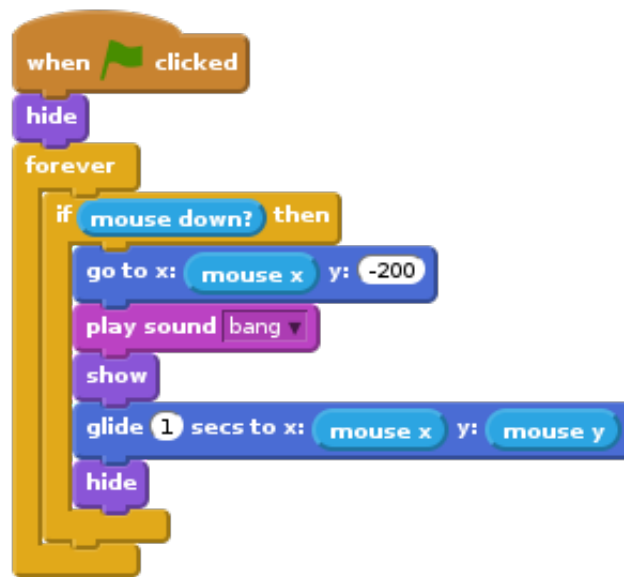 when clicked
hide
forever
if mouse down? then
go to x: mouse x y: -200
play sound bang
show
glide 1 secs to x: mouse x y: mouse y
hide